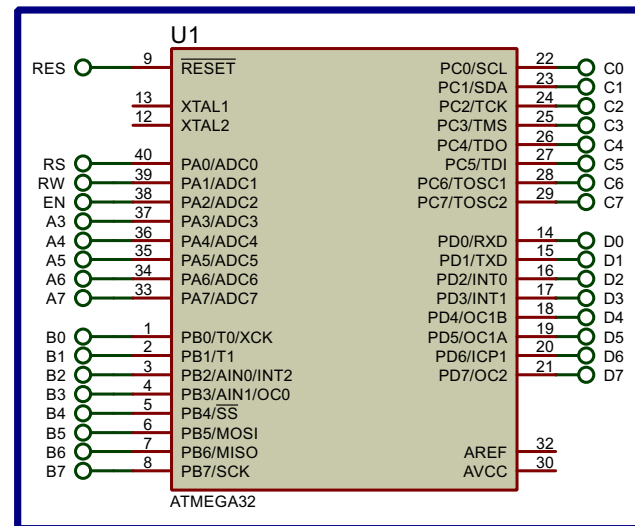 U1
RES 9 RESET PC0/SCL 22 C0
PC1/SDA 23 C1
13 XTAL1 PC2/TCK 24 C2
12 XTAL2 PC3/TMS 25 C3
PC4/TDO 26 C4
RS 40 PA0/ADC0 PC5/TDI 27 C5
RW 39 PA1/ADC1 PC6/TOSC1 28 C6
EN 38 PA2/ADC2 PC7/TOSC2 29 C7
A3 37 PA3/ADC3
A4 36 PA4/ADC4 PD0/RXD 14 D0
A5 35 PA5/ADC5 PD1/TXD 15 D1
A6 34 PA6/ADC6 PD2/INT0 16 D2
A7 33 PA7/ADC7 PD3/INT1 17 D3
PD4/OC1B 18 D4
B0 1 PB0/T0/XCK PD5/OC1A 19 D5
B1 2 PB1/T1 PD6/ICP1 20 D6
B2 3 PB2/AIN0/INT2 PD7/OC2 21 D7
B3 4 PB3/AIN1/OC0
B4 5 PB4/SS
B5 6 PB5/MOSI
B6 7 PB6/MISO AREF 32
B7 8 PB7/SCK AVCC 30
ATMEGA32